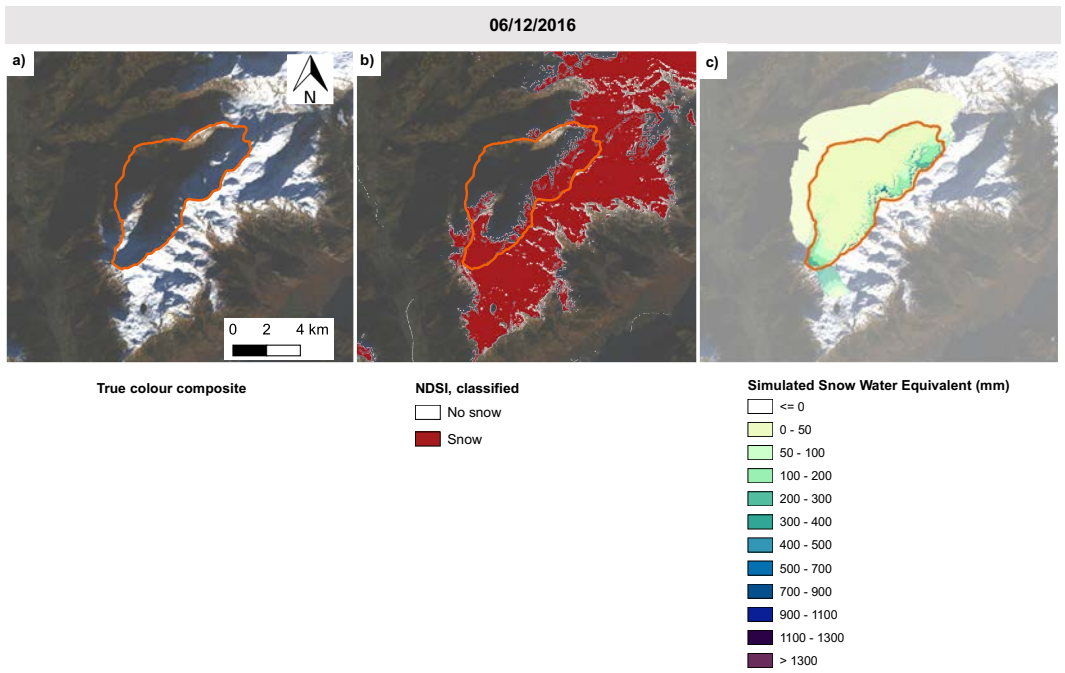 06/12/2016
a)
b)
c)
N
0 2 4 km
True colour composite
NDSI, classified
No snow
Snow
Simulated Snow Water Equivalent (mm)
<= 0
0 - 50
50 - 100
100 - 200
200 - 300
300 - 400
400 - 500
500 - 700
700 - 900
900 - 1100
1100 - 1300
> 1300